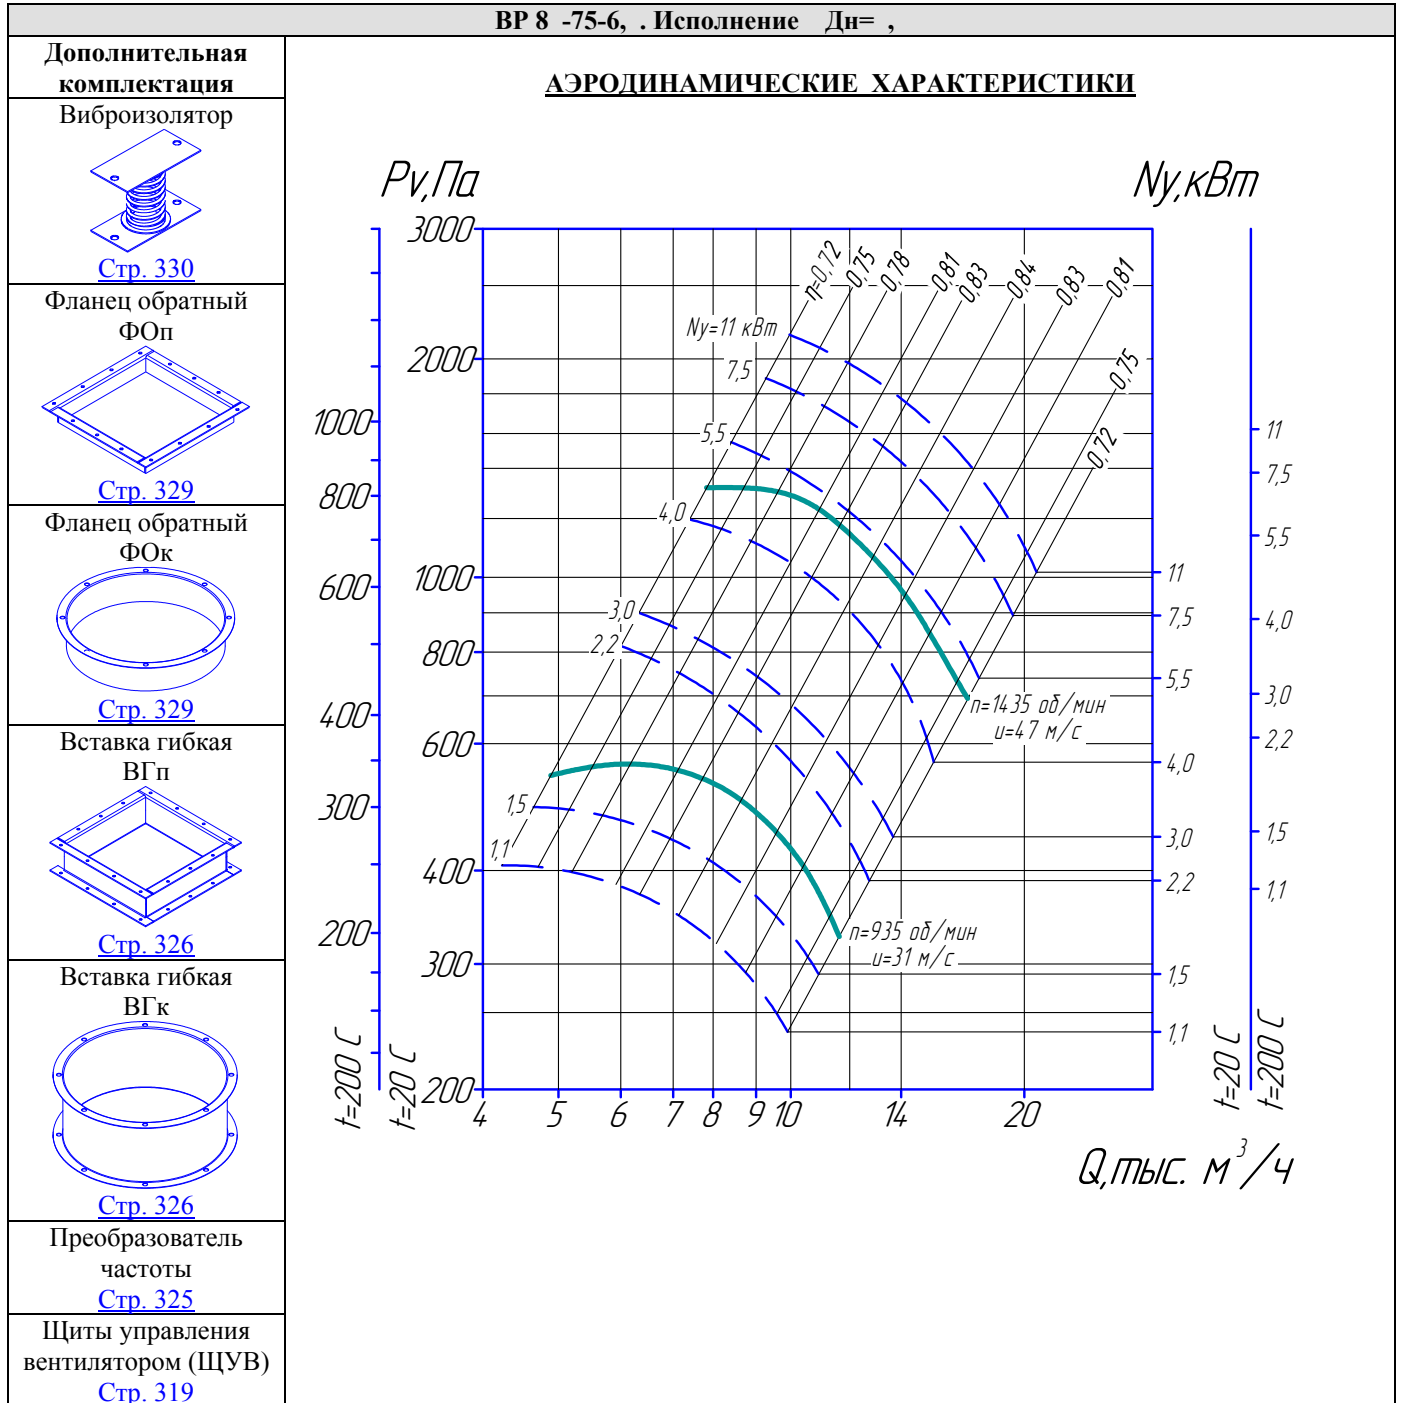 ВР 8 -75-6, . Исполнение Дн= ,
Дополнительная
комплектация
Виброизолятор
Стр. 330
Фланец обратный
ФОп
Стр. 329
Фланец обратный
ФОк
Стр. 329
Вставка гибкая
ВГп
Стр. 326
Вставка гибкая
ВГк
Стр. 326
Преобразователь
частоты
Стр. 325
Щиты управления
вентилятором (ЩУВ)
Стр. 319
АЭРОДИНАМИЧЕСКИЕ ХАРАКТЕРИСТИКИ
Pv,Па
Nу,кВт
1000
800
600
400
300
200
t=200 C
3000
2000
1000
800
600
400
300
200
t=20 C
η=0,72
0,75
0,78
0,81
0,83
0,84
0,83
0,81
0,75
0,72
Nу=11 кВт
7,5
5,5
4,0
3,0
2,2
1,5
1,1
n=1435 об/мин
u=47 м/с
n=935 об/мин
u=31 м/с
11
7,5
5,5
4,0
3,0
2,2
1,5
1,1
t=20 C
11
7,5
5,5
4,0
3,0
2,2
1,5
1,1
t=200 C
4 5 6 7 8 9 10 14 20
Q,тыс. м³/ч